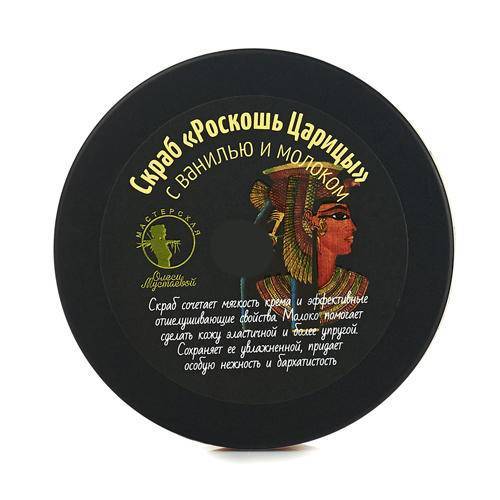 Скраб «Роскошь Царицы»
с ванилью и молоком
МАСТЕРСКАЯ
Олеси
Мустаевой
Скраб сочетает мягкость крема и эффективные
отшелушивающие свойства. Молоко помогает
сделать кожу эластичной и более упругой.
Сохраняет ее увлажненной, придает
особую нежность и бархатистость